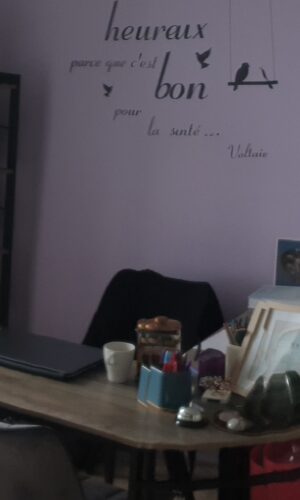 heuraux
parce que c'est
bon
pour
la santé...
Voltaire